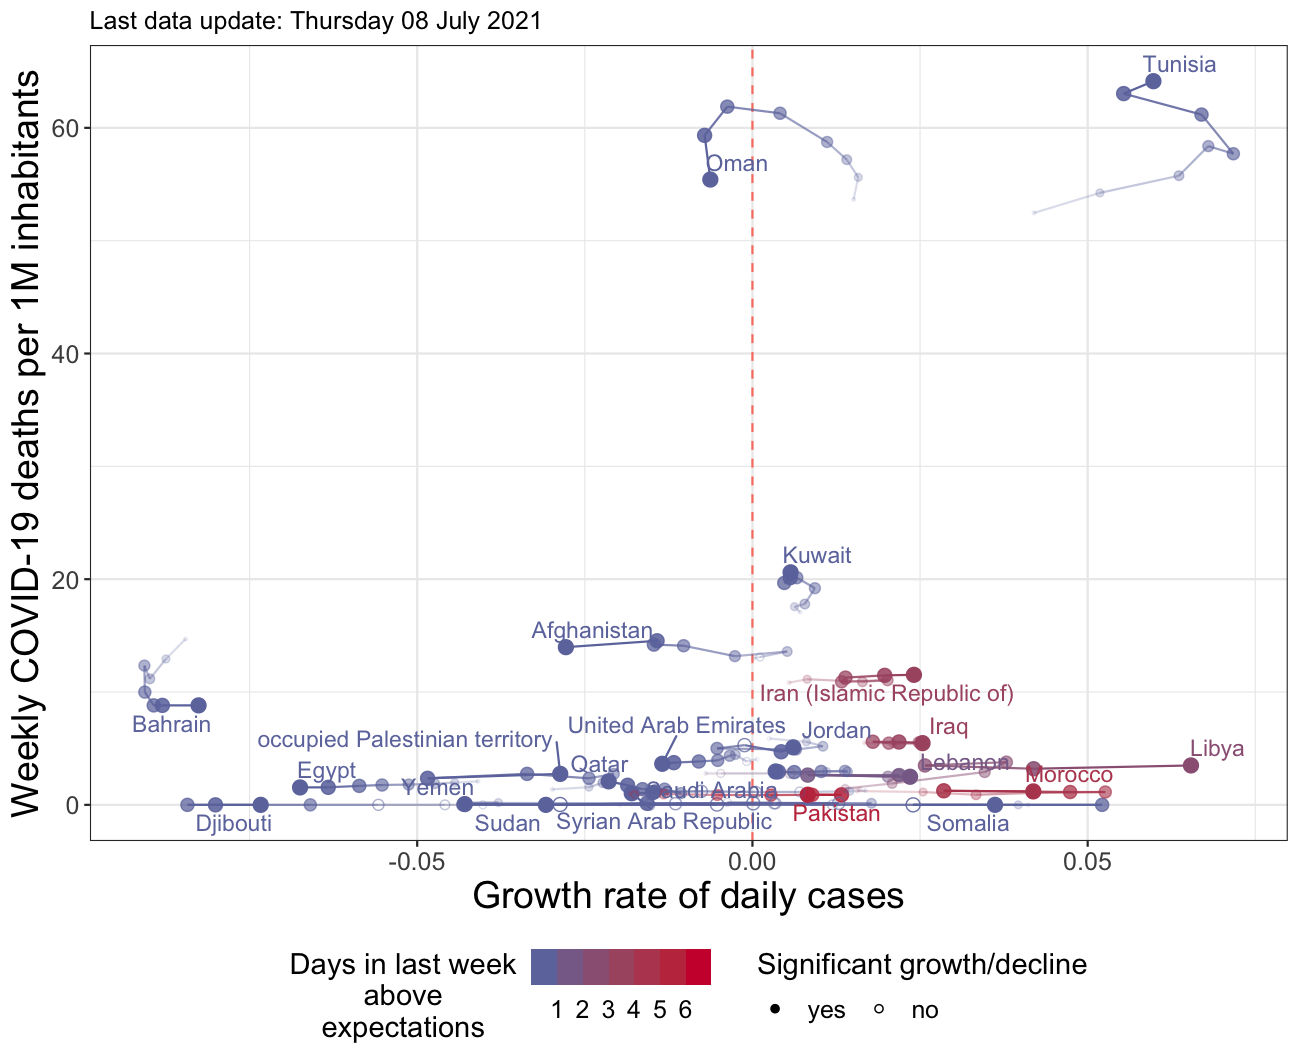 Last data update: Thursday 08 July 2021
Weekly COVID-19 deaths per 1M inhabitants
60
40
20
0
Tunisia
Oman
Kuwait
Afghanistan
Iran (Islamic Republic of)
Bahrain
United Arab Emirates
Jordan
Iraq
occupied Palestinian territory
Libya
Qatar
Lebanon
Egypt
Morocco
Yemen
Saudi Arabia
Pakistan
Djibouti
Sudan
Syrian Arab Republic
Somalia
-0.05
0.00
0.05
Growth rate of daily cases
Days in last week
above
expectations
1 2 3 4 5 6
Significant growth/decline
yes
no